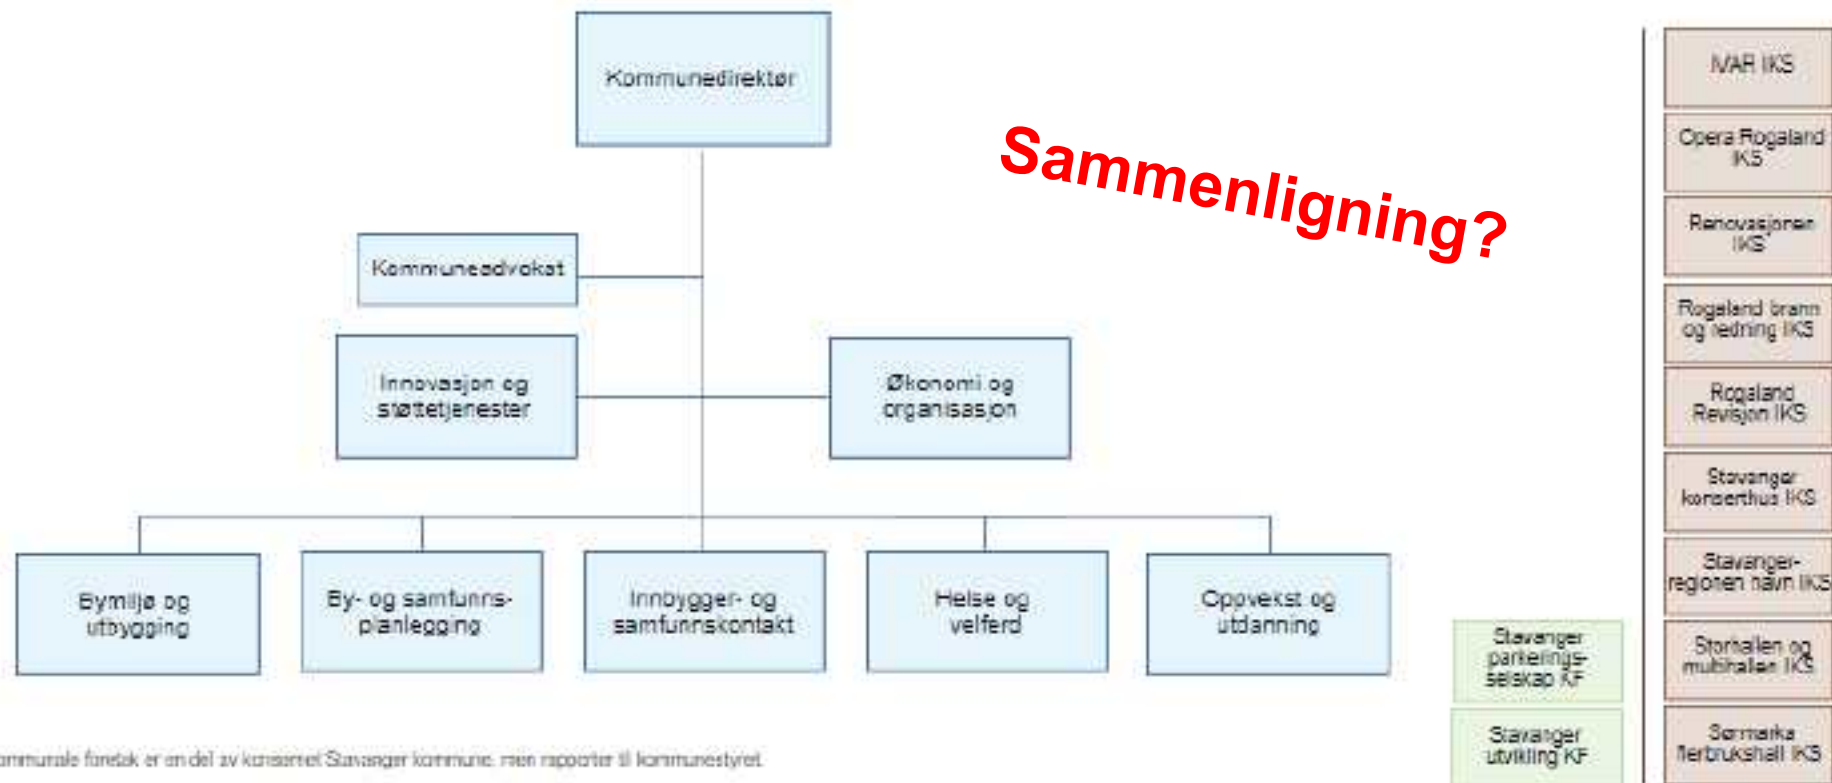 Kommunedirektør
Sammenligning?
Kommuneadvokat
Innovasjon og
støttetjenester
Økonomi og
organisasjon
Bymiljø og
utbygging
By- og samfunns-
planlegging
Innbygger- og
samfunnskontakt
Helse og
velferd
Oppvekst og
utdanning
Stavanger
parkerings-
selskap KF
Stavanger
utvikling KF
IVAR IKS
Opera Rogaland
IKS
Renovasjonen
IKS
Rogaland brann
og redning IKS
Rogaland
Revisjon IKS
Stavanger
konserthus IKS
Stavanger-
regionen havn IKS
Storhallen og
multihallen IKS
Sørmarka
flerbrukshall IKS
ommunale foretak er en del av konsernet Stavanger kommune, men rapporter til kommunestyret